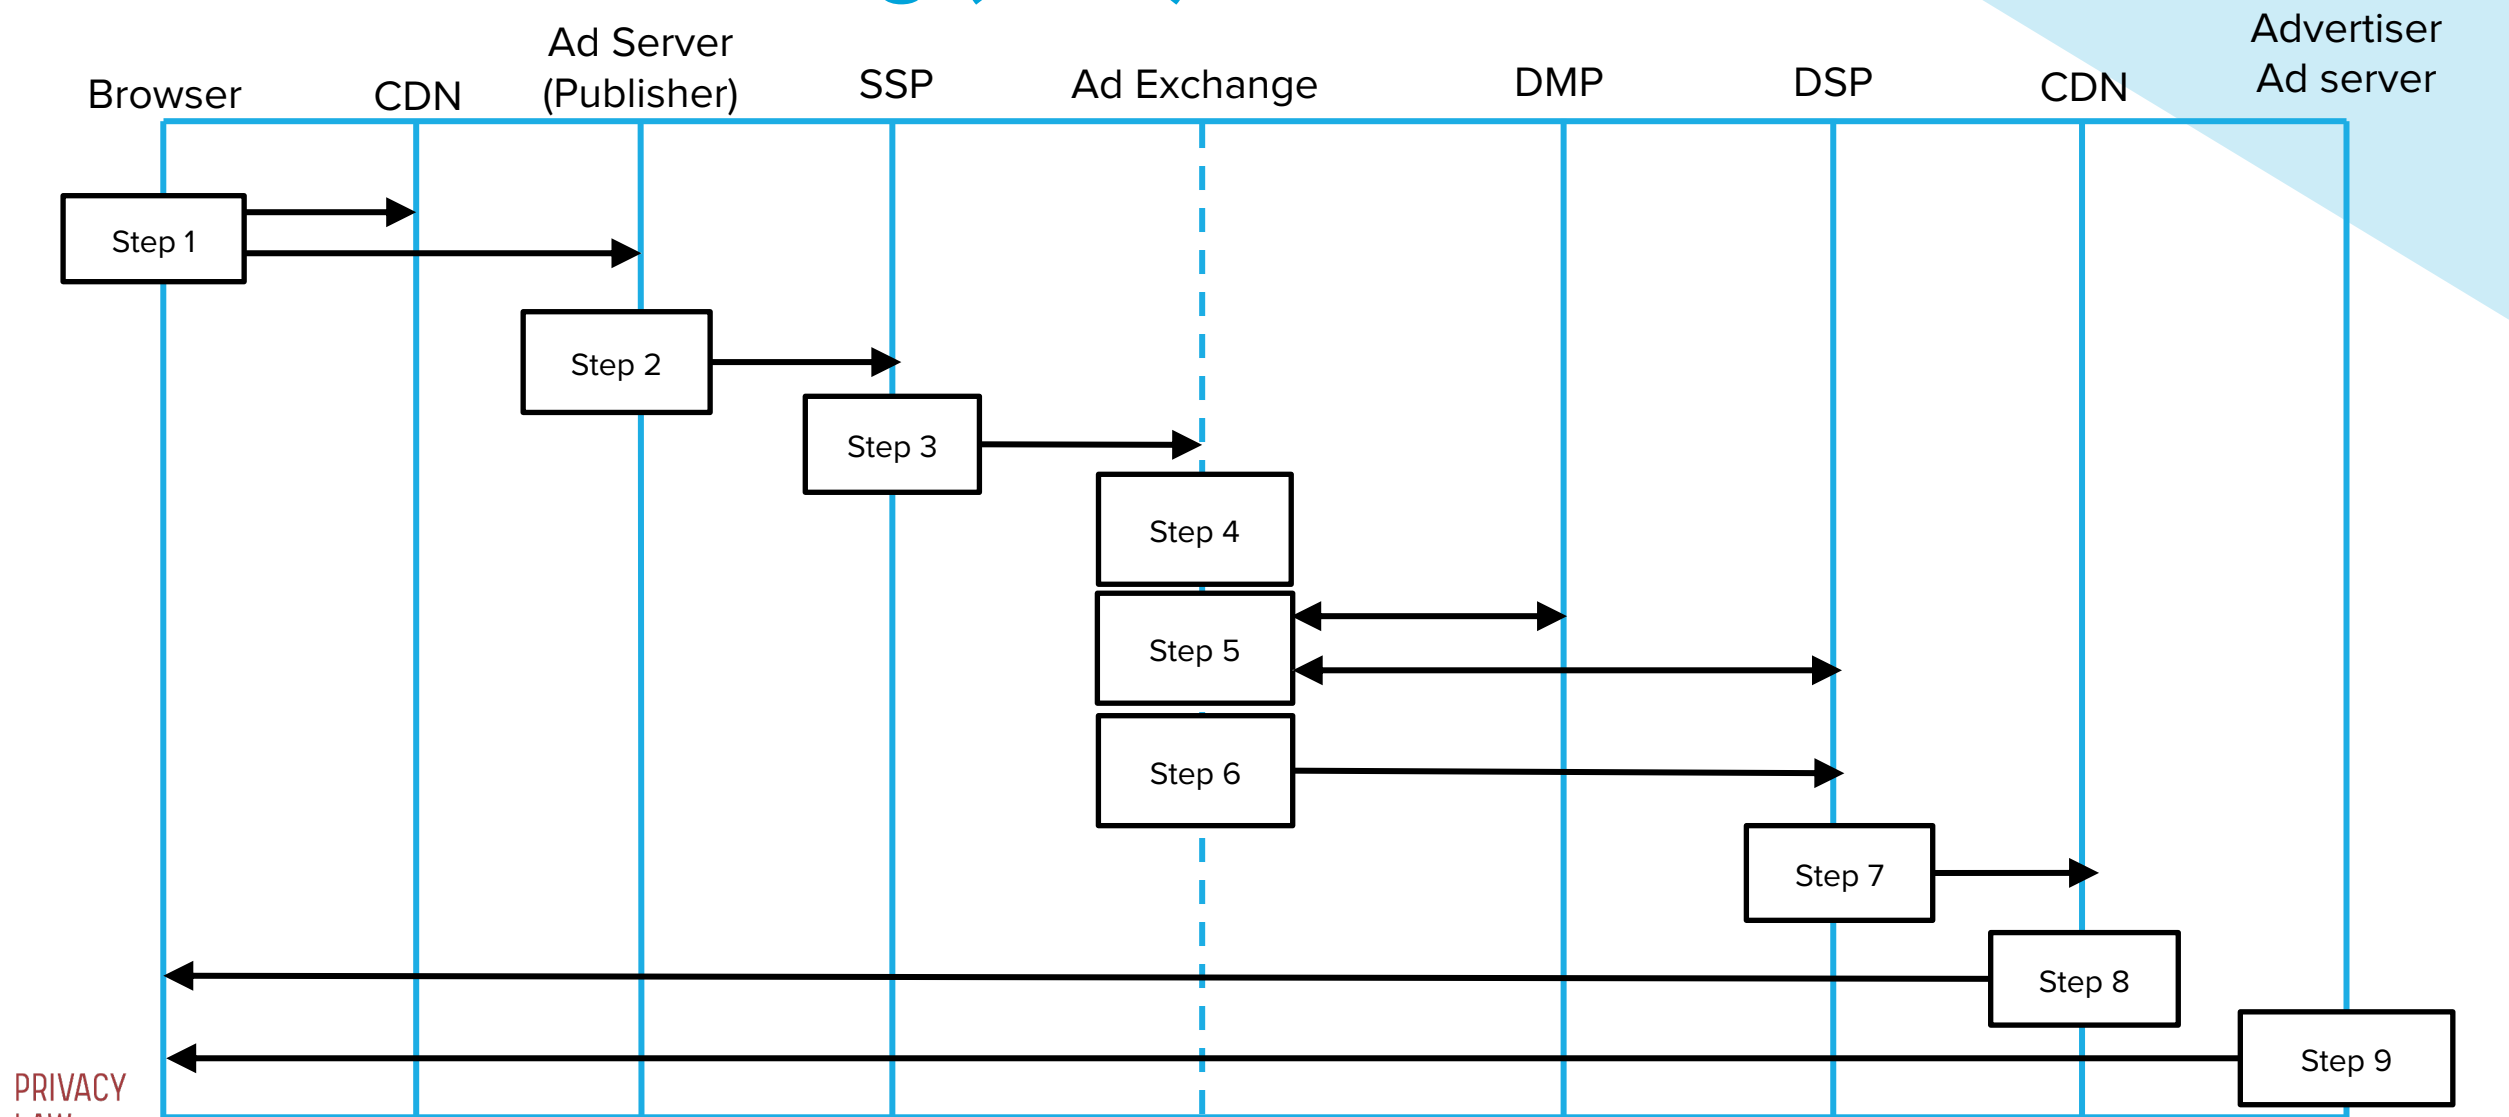 Browser
CDN
Ad Server
(Publisher)
SSP
Ad Exchange
DMP
DSP
CDN
Advertiser
Ad server
Step 1
Step 2
Step 3
Step 4
Step 5
Step 6
Step 7
Step 8
Step 9
PRIVACY